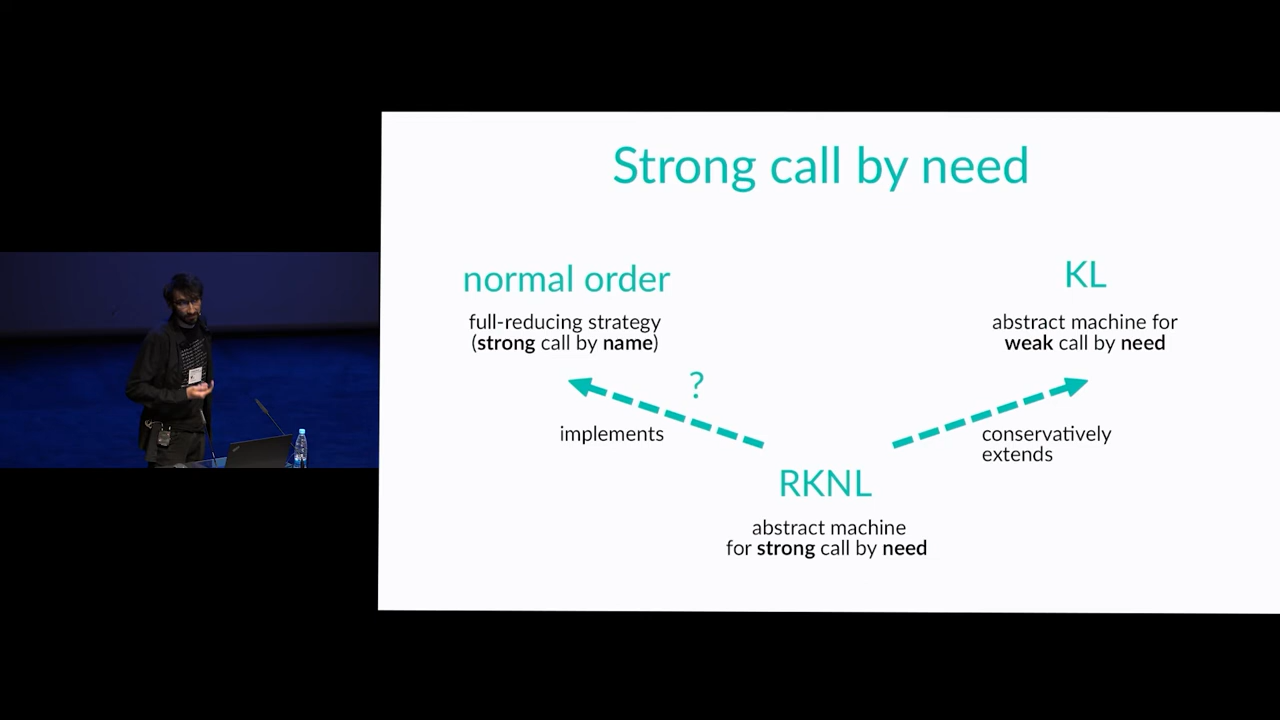 Strong call by need
normal order
full-reducing strategy
(strong call by name)
KL
abstract machine for
weak call by need
?
implements
conservatively
extends
RKNL
abstract machine
for strong call by need